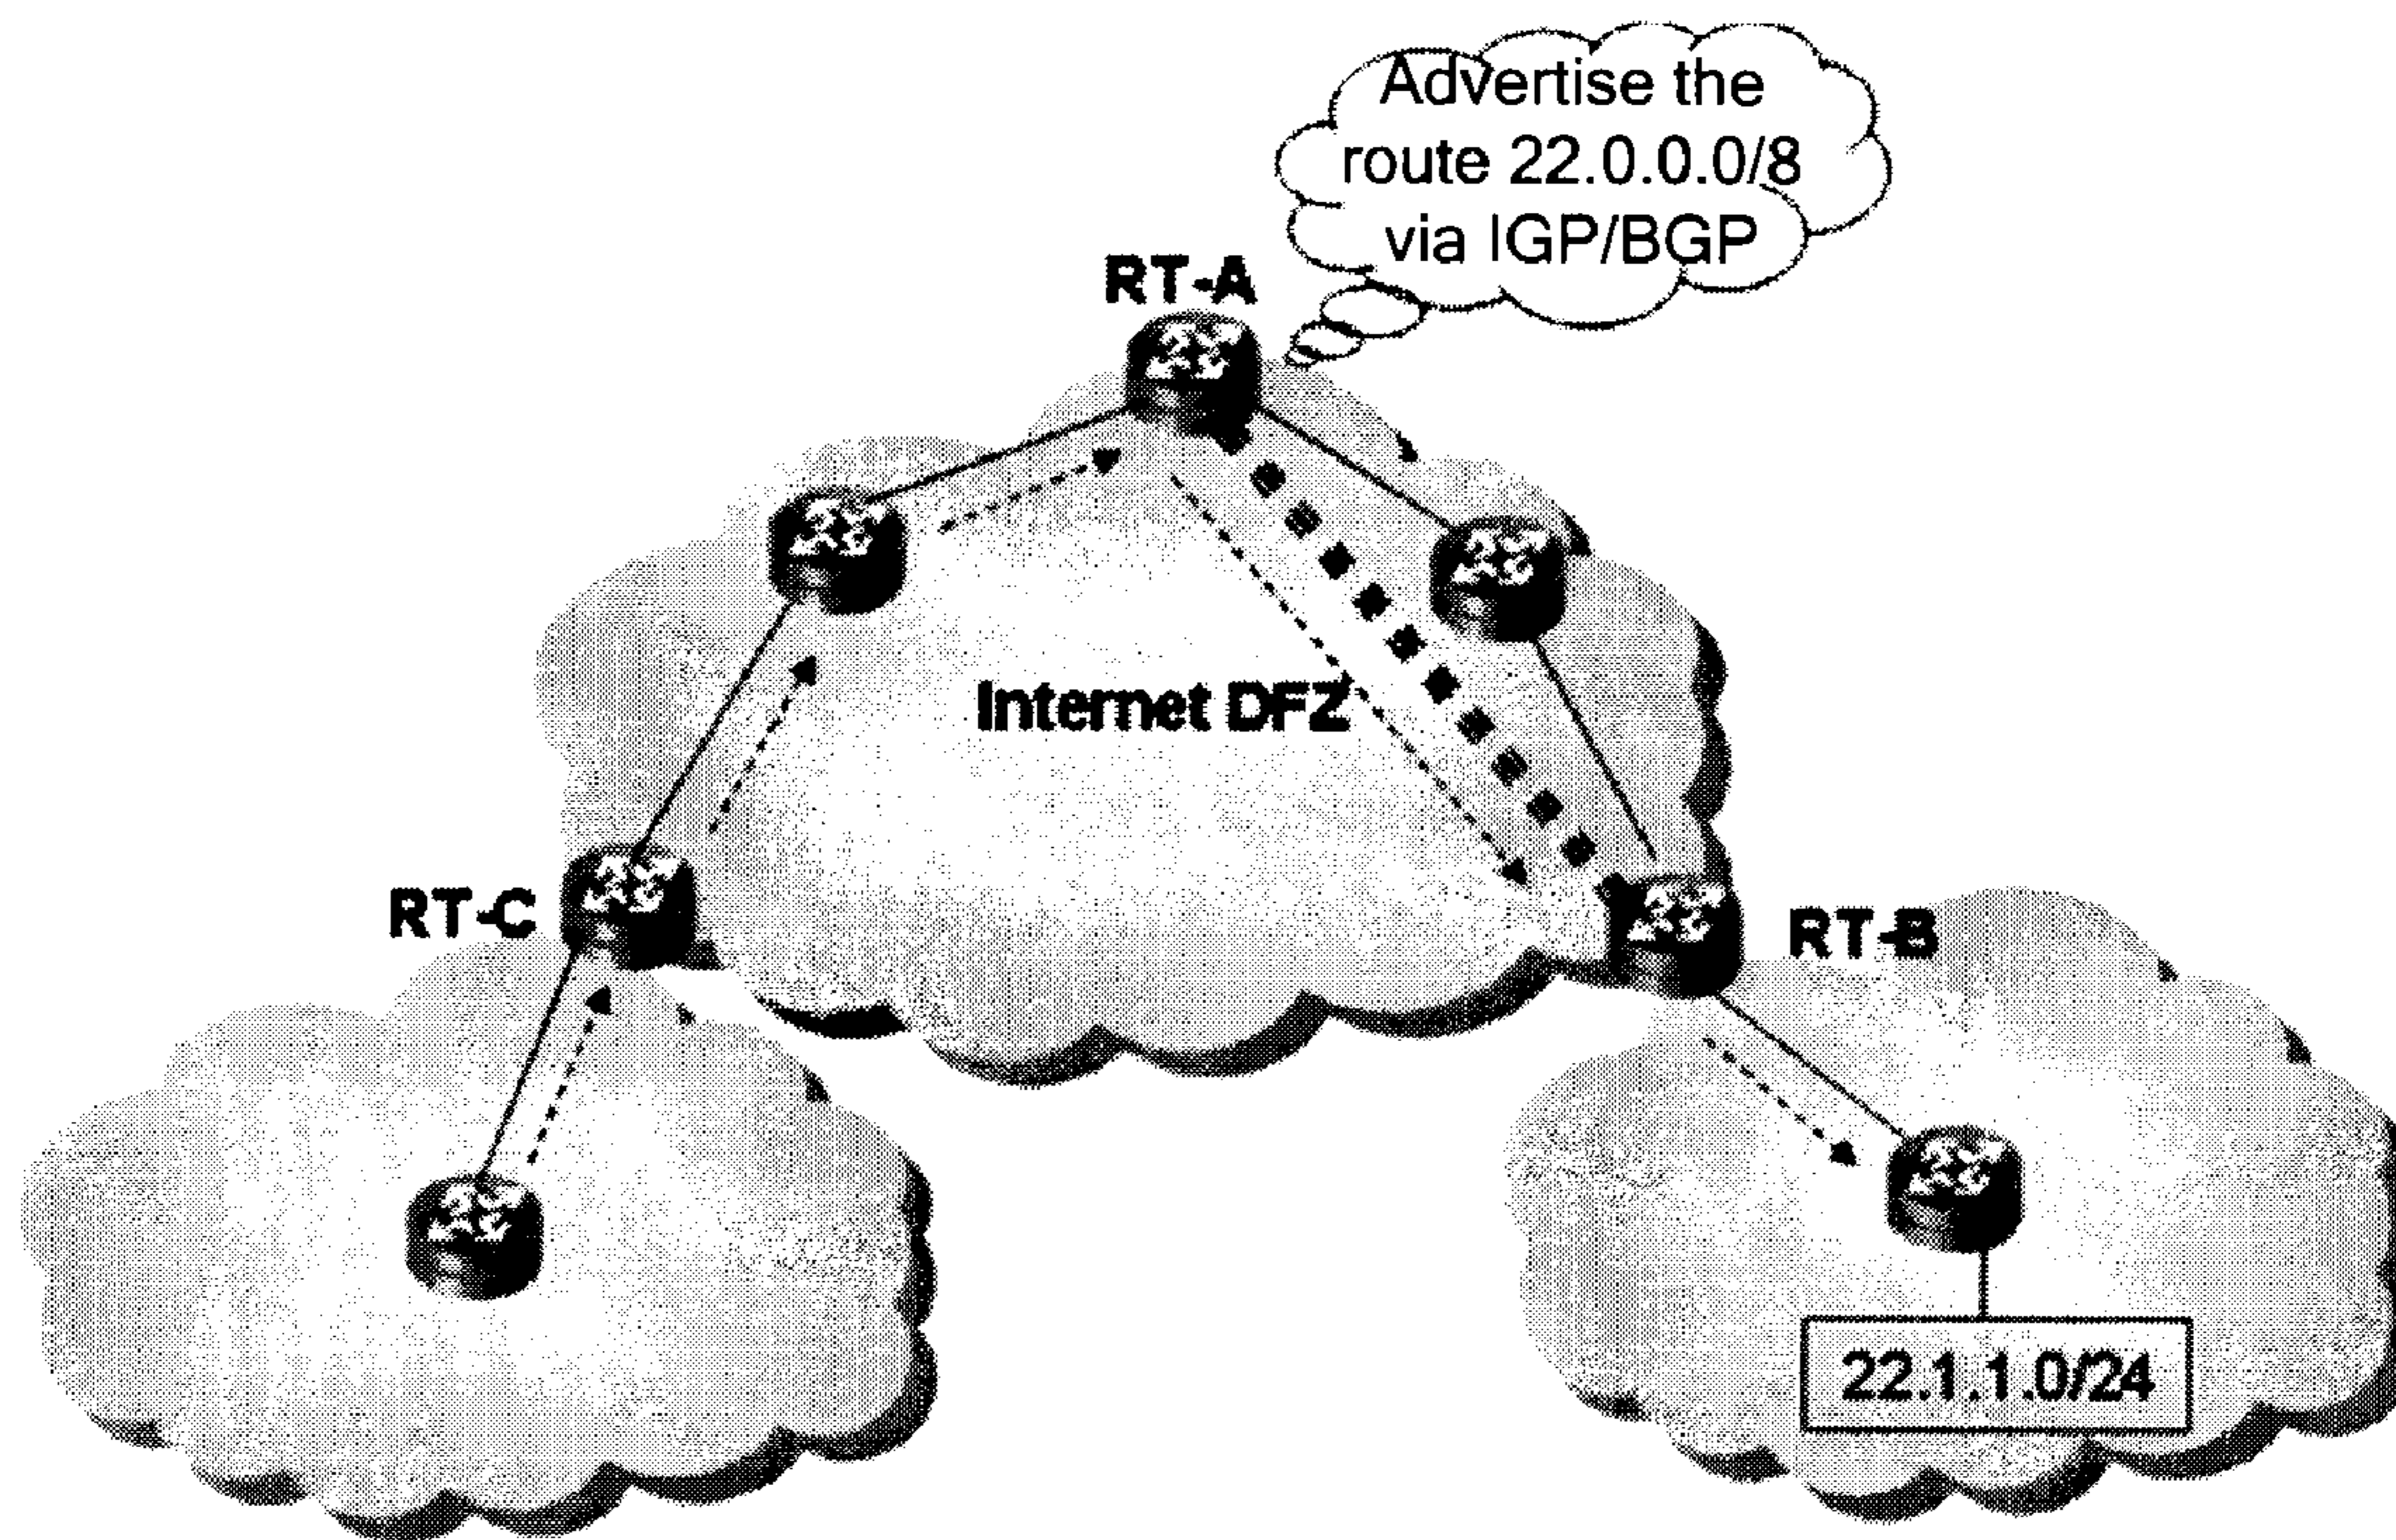 Advertise the
route 22.0.0.0/8
via IGP/BGP
RT-A
Internet DFZ
RT-C
RT-B
22.1.1.0/24